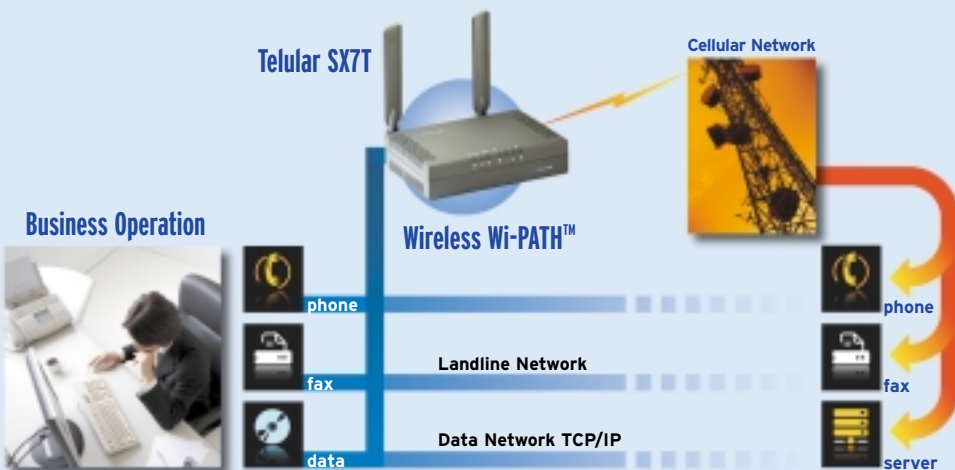 Telular SX7T
Cellular Network
Business Operation
Wireless Wi-PATH™
phone
phone
Landline Network
fax
fax
Data Network TCP/IP
data
server